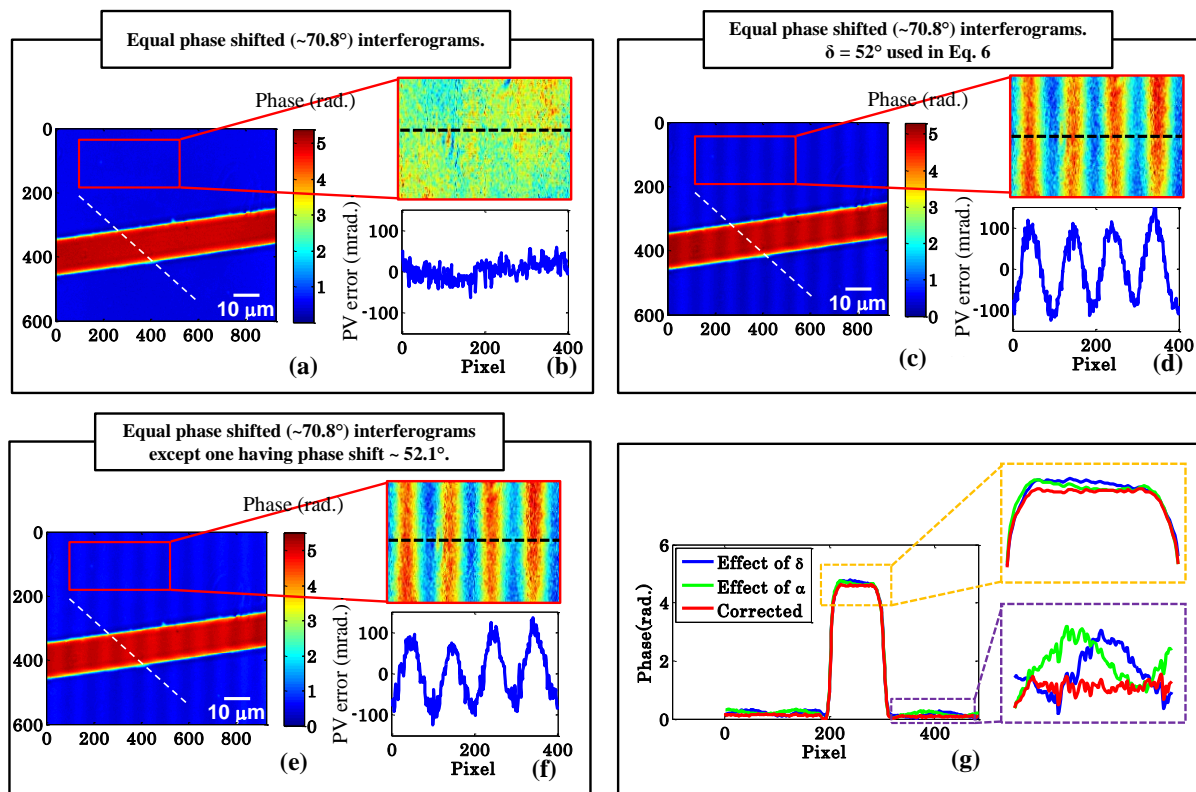 Equal phase shifted (~70.8°) interferograms.
Phase (rad.)
0
200
400
600
0 200 400 600 800
5
4
3
2
1
10 μm
(a)
PV error (mrad.)
100
0
-100
0 200 400
Pixel
(b)
Equal phase shifted (~70.8°) interferograms.
δ = 52° used in Eq. 6
Phase (rad.)
0
200
400
600
0 200 400 600 800
5
4
3
2
1
0
10 μm
(c)
PV error (mrad.)
100
0
-100
0 200 400
Pixel
(d)
Equal phase shifted (~70.8°) interferograms
except one having phase shift ~ 52.1°.
Phase (rad.)
0
200
400
600
0 200 400 600 800
5
4
3
2
1
0
10 μm
(e)
PV error (mrad.)
100
0
-100
0 200 400
Pixel
(f)
Phase(rad.)
6
4
2
0
0 200 400
Pixel
Effect of δ
Effect of α
Corrected
(g)